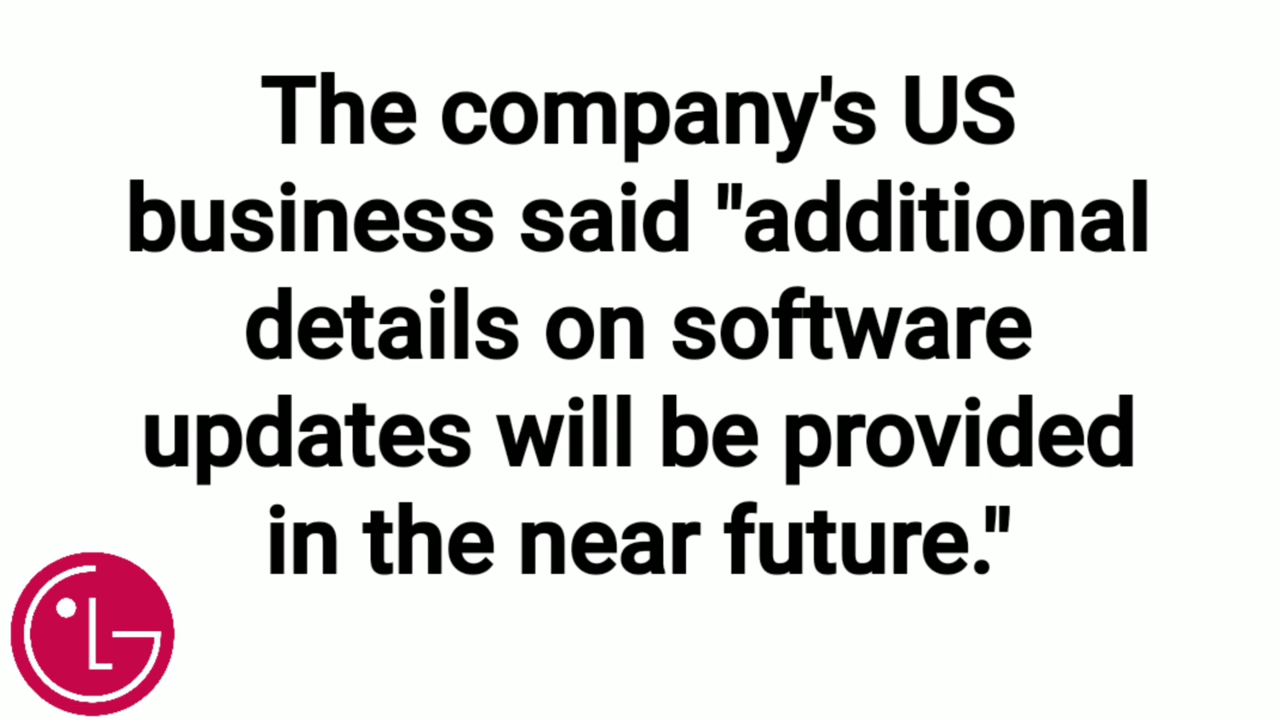 The company's US
business said "additional
details on software
updates will be provided
in the near future."
LG